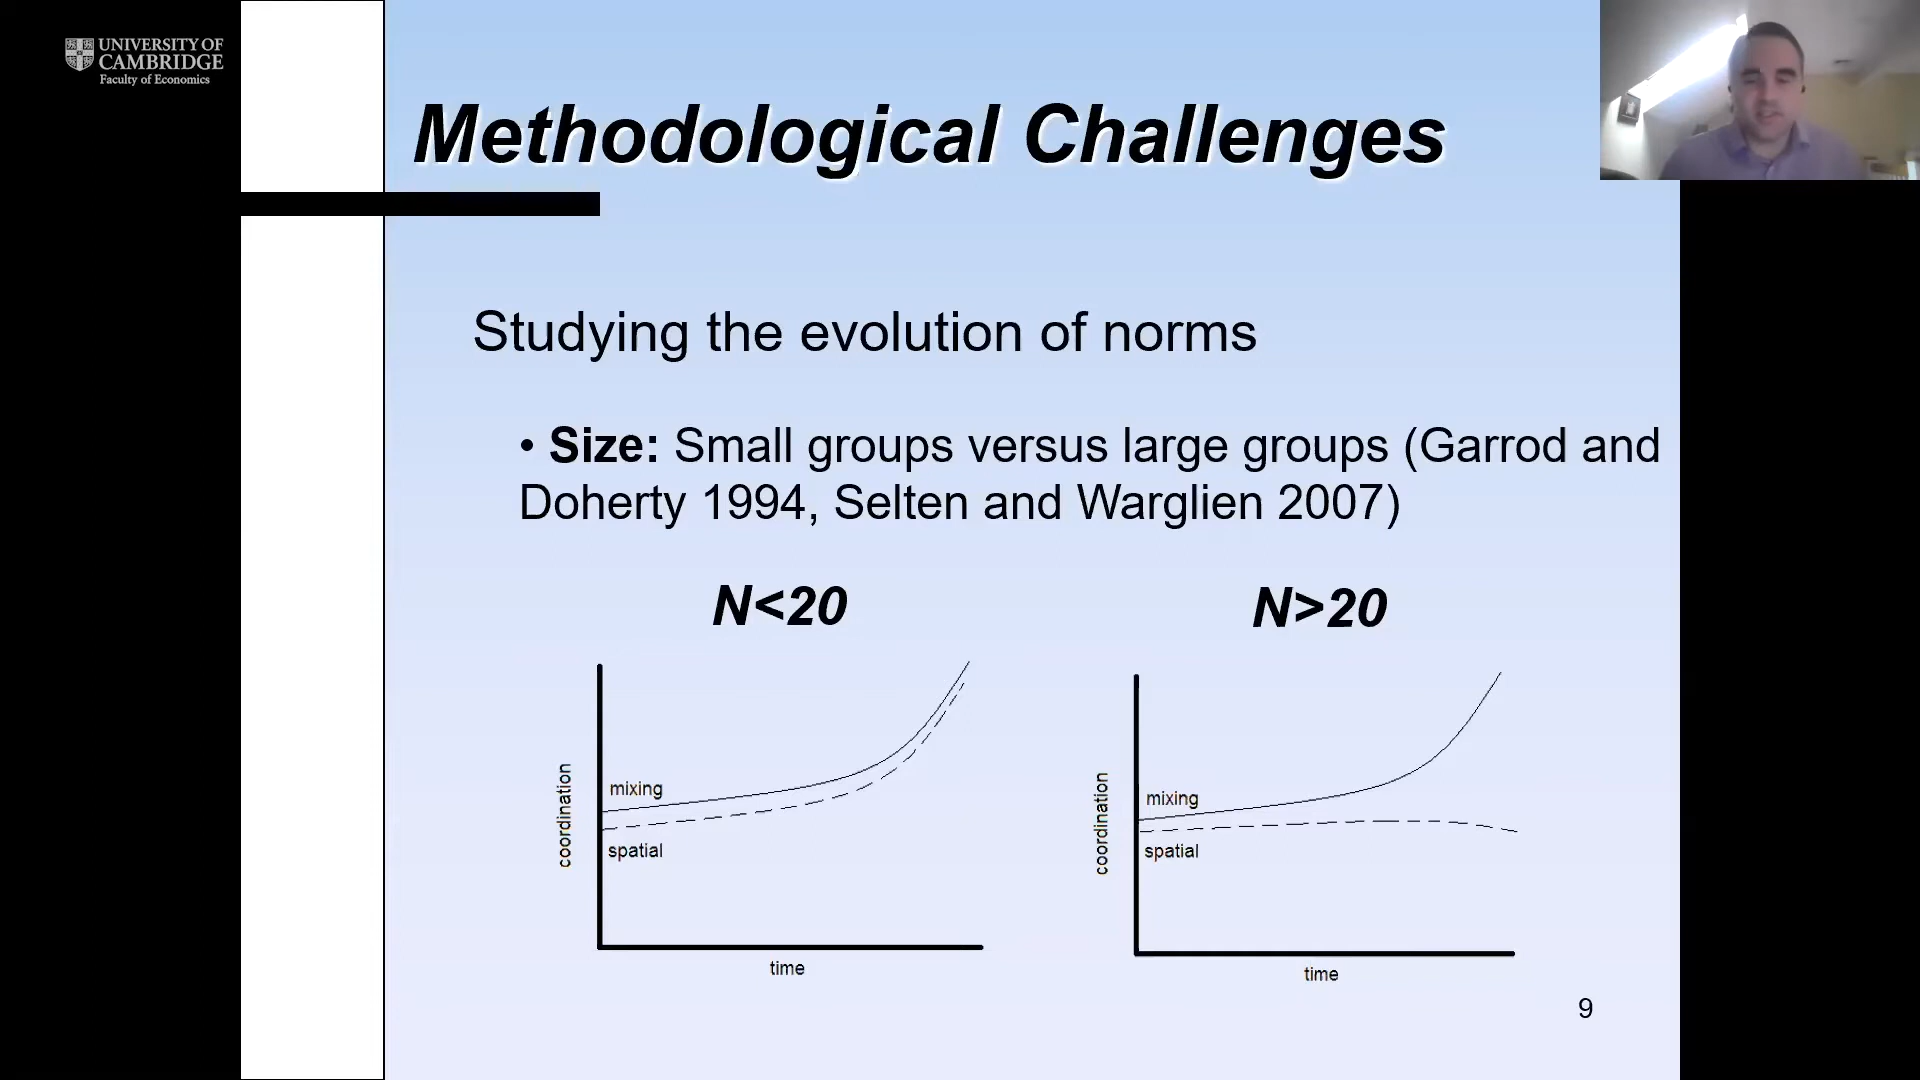 UNIVERSITY OF
CAMBRIDGE
Faculty of Economics
Methodological Challenges
Studying the evolution of norms
• Size: Small groups versus large groups (Garrod and
Doherty 1994, Selten and Warglien 2007)
N<20
N>20
coordination
mixing
spatial
time
coordination
mixing
spatial
time
9